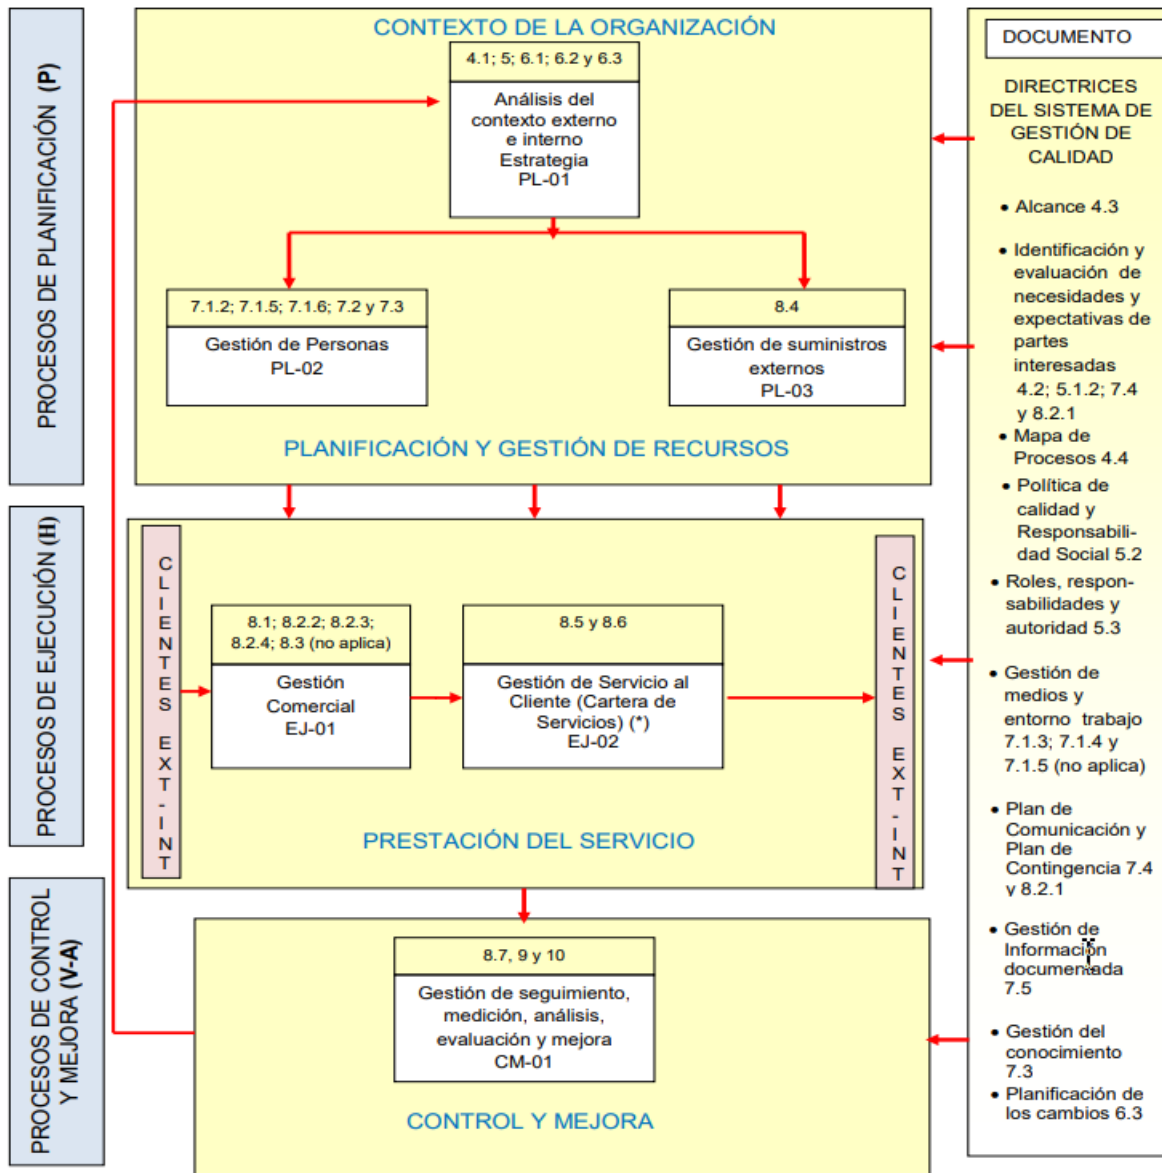 PROCESOS DE PLANIFICACIÓN (P)
CONTEXTO DE LA ORGANIZACIÓN
4.1; 5; 6.1; 6.2 y 6.3
Análisis del
contexto externo
e interno
Estrategia
PL-01
7.1.2; 7.1.5; 7.1.6; 7.2 y 7.3
Gestión de Personas
PL-02
8.4
Gestión de suministros
externos
PL-03
PLANIFICACIÓN Y GESTIÓN DE RECURSOS
PROCESOS DE EJECUCIÓN (H)
CLIENTES EXT-INT
8.1; 8.2.2; 8.2.3;
8.2.4; 8.3 (no aplica)
Gestión
Comercial
EJ-01
8.5 y 8.6
Gestión de Servicio al
Cliente (Cartera de
Servicios) (*)
EJ-02
CLIENTES EXT-INT
PRESTACIÓN DEL SERVICIO
PROCESOS DE CONTROL
Y MEJORA (V-A)
8.7, 9 y 10
Gestión de seguimiento,
medición, análisis,
evaluación y mejora
CM-01
CONTROL Y MEJORA
DOCUMENTO
DIRECTRICES
DEL SISTEMA DE
GESTIÓN DE
CALIDAD
• Alcance 4.3
• Identificación y
evaluación de
necesidades y
expectativas de
partes
interesadas
4.2; 5.1.2; 7.4
y 8.2.1
• Mapa de
Procesos 4.4
• Política de
calidad y
Responsabili-
dad Social 5.2
• Roles, respon-
sabilidades y
autoridad 5.3
• Gestión de
medios y
entorno trabajo
7.1.3; 7.1.4 y
7.1.5 (no aplica)
• Plan de
Comunicación y
Plan de
Contingencia 7.4
y 8.2.1
• Gestión de
Información
documentada
7.5
• Gestión del
conocimiento
7.3
• Planificación de
los cambios 6.3